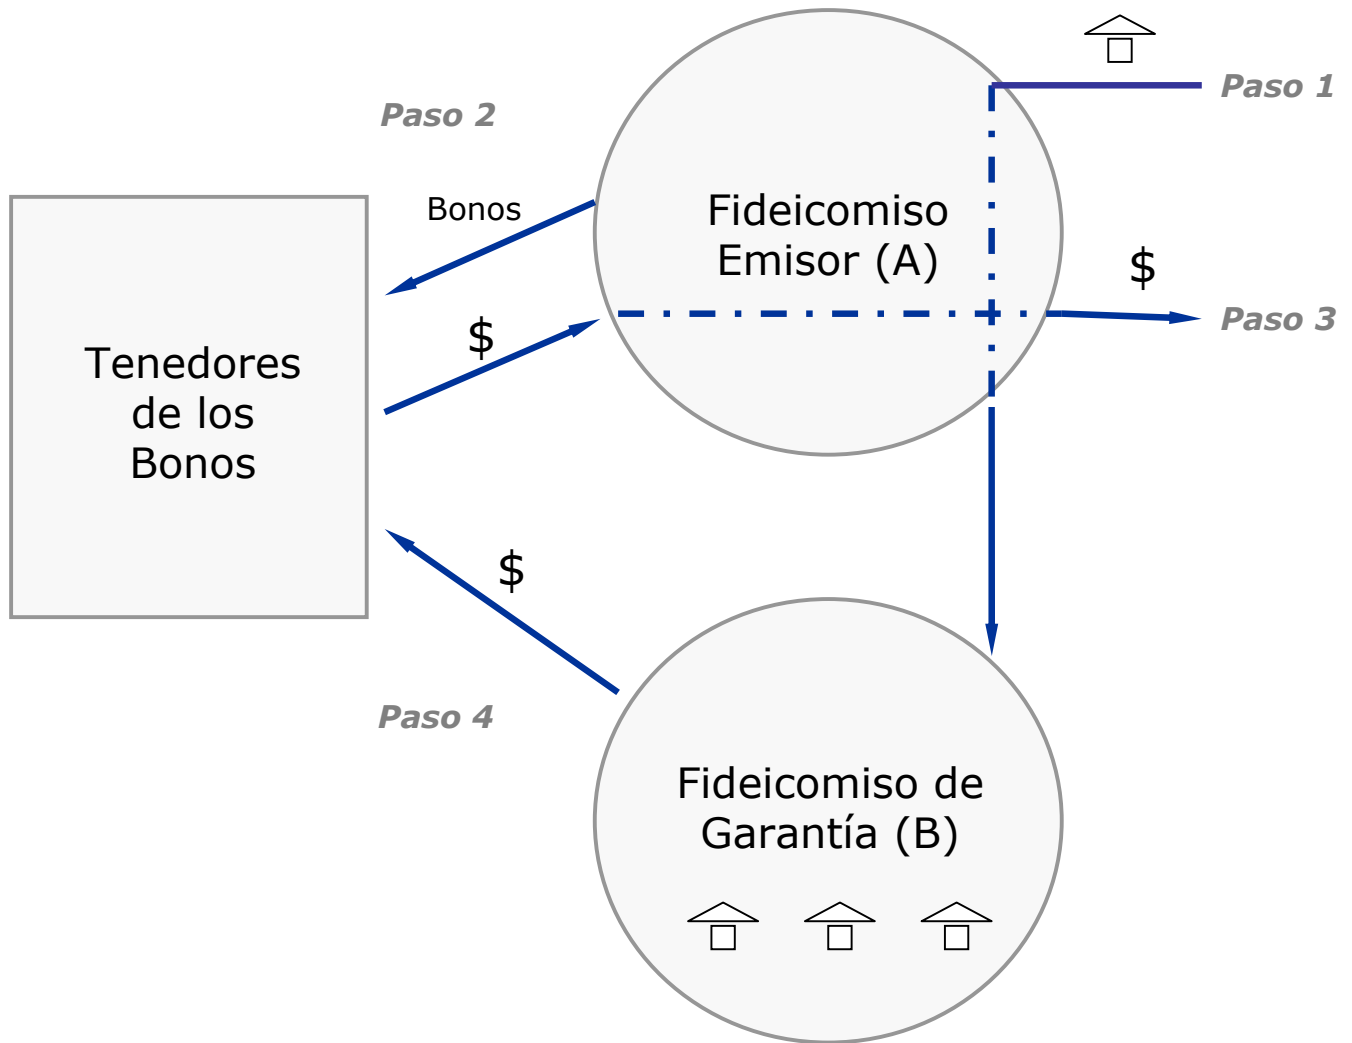 Paso 1
Paso 2
Bonos
Fideicomiso
Emisor (A)
$
Paso 3
$
Tenedores
de los
Bonos
$
Paso 4
Fideicomiso de
Garantía (B)